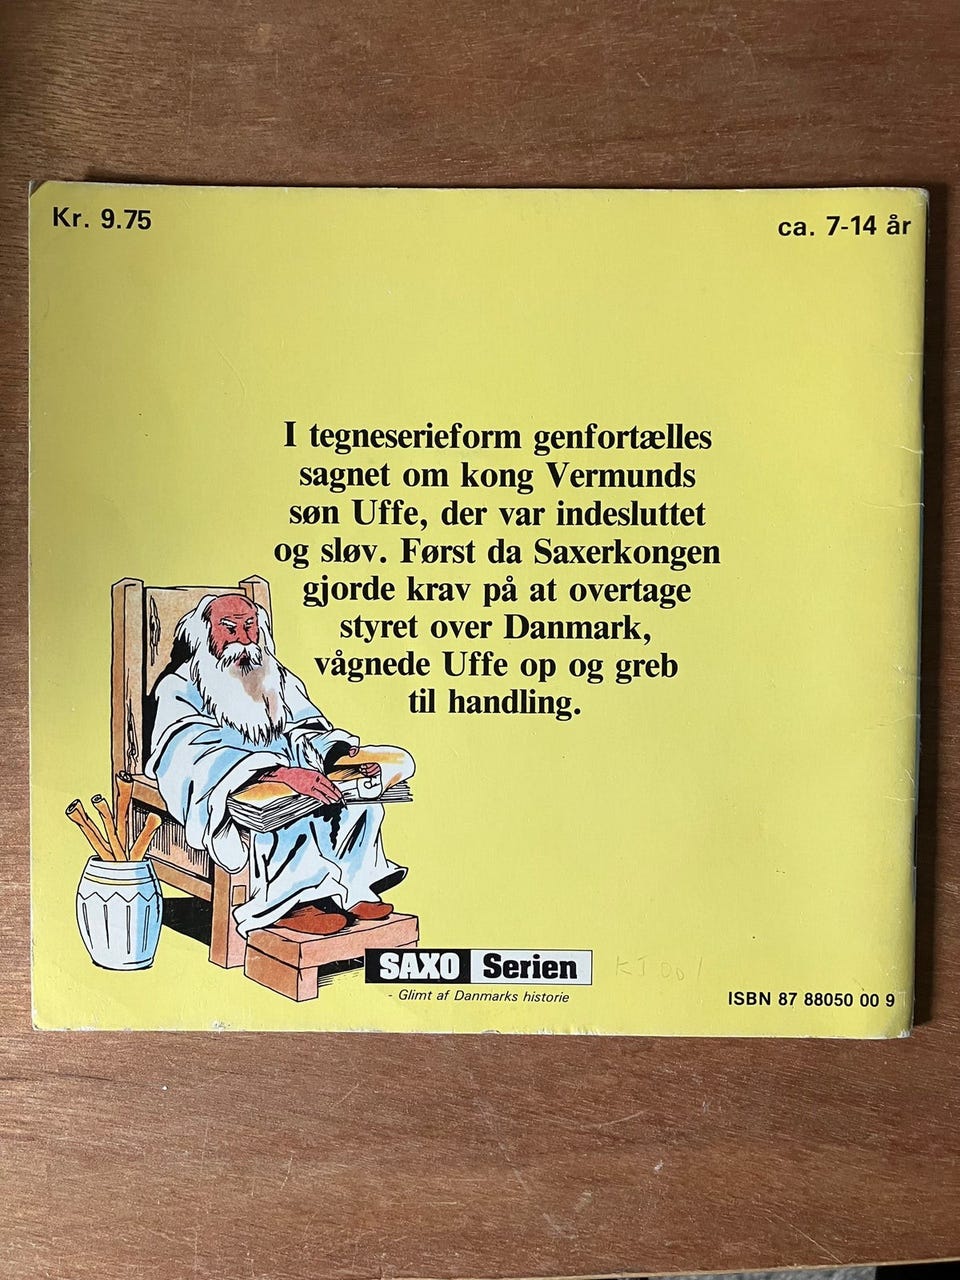 Kr. 9.75
ca. 7-14 år
I tegneserieform genfortælles
sagnet om kong Vermunds
søn Uffe, der var indesluttet
og sløv. Først da Saxerkongen
gjorde krav på at overtage
styret over Danmark,
vågnede Uffe op og greb
til handling.
SAXO Serien
- Glimt af Danmarks historie
ISBN 87 88050 00 9